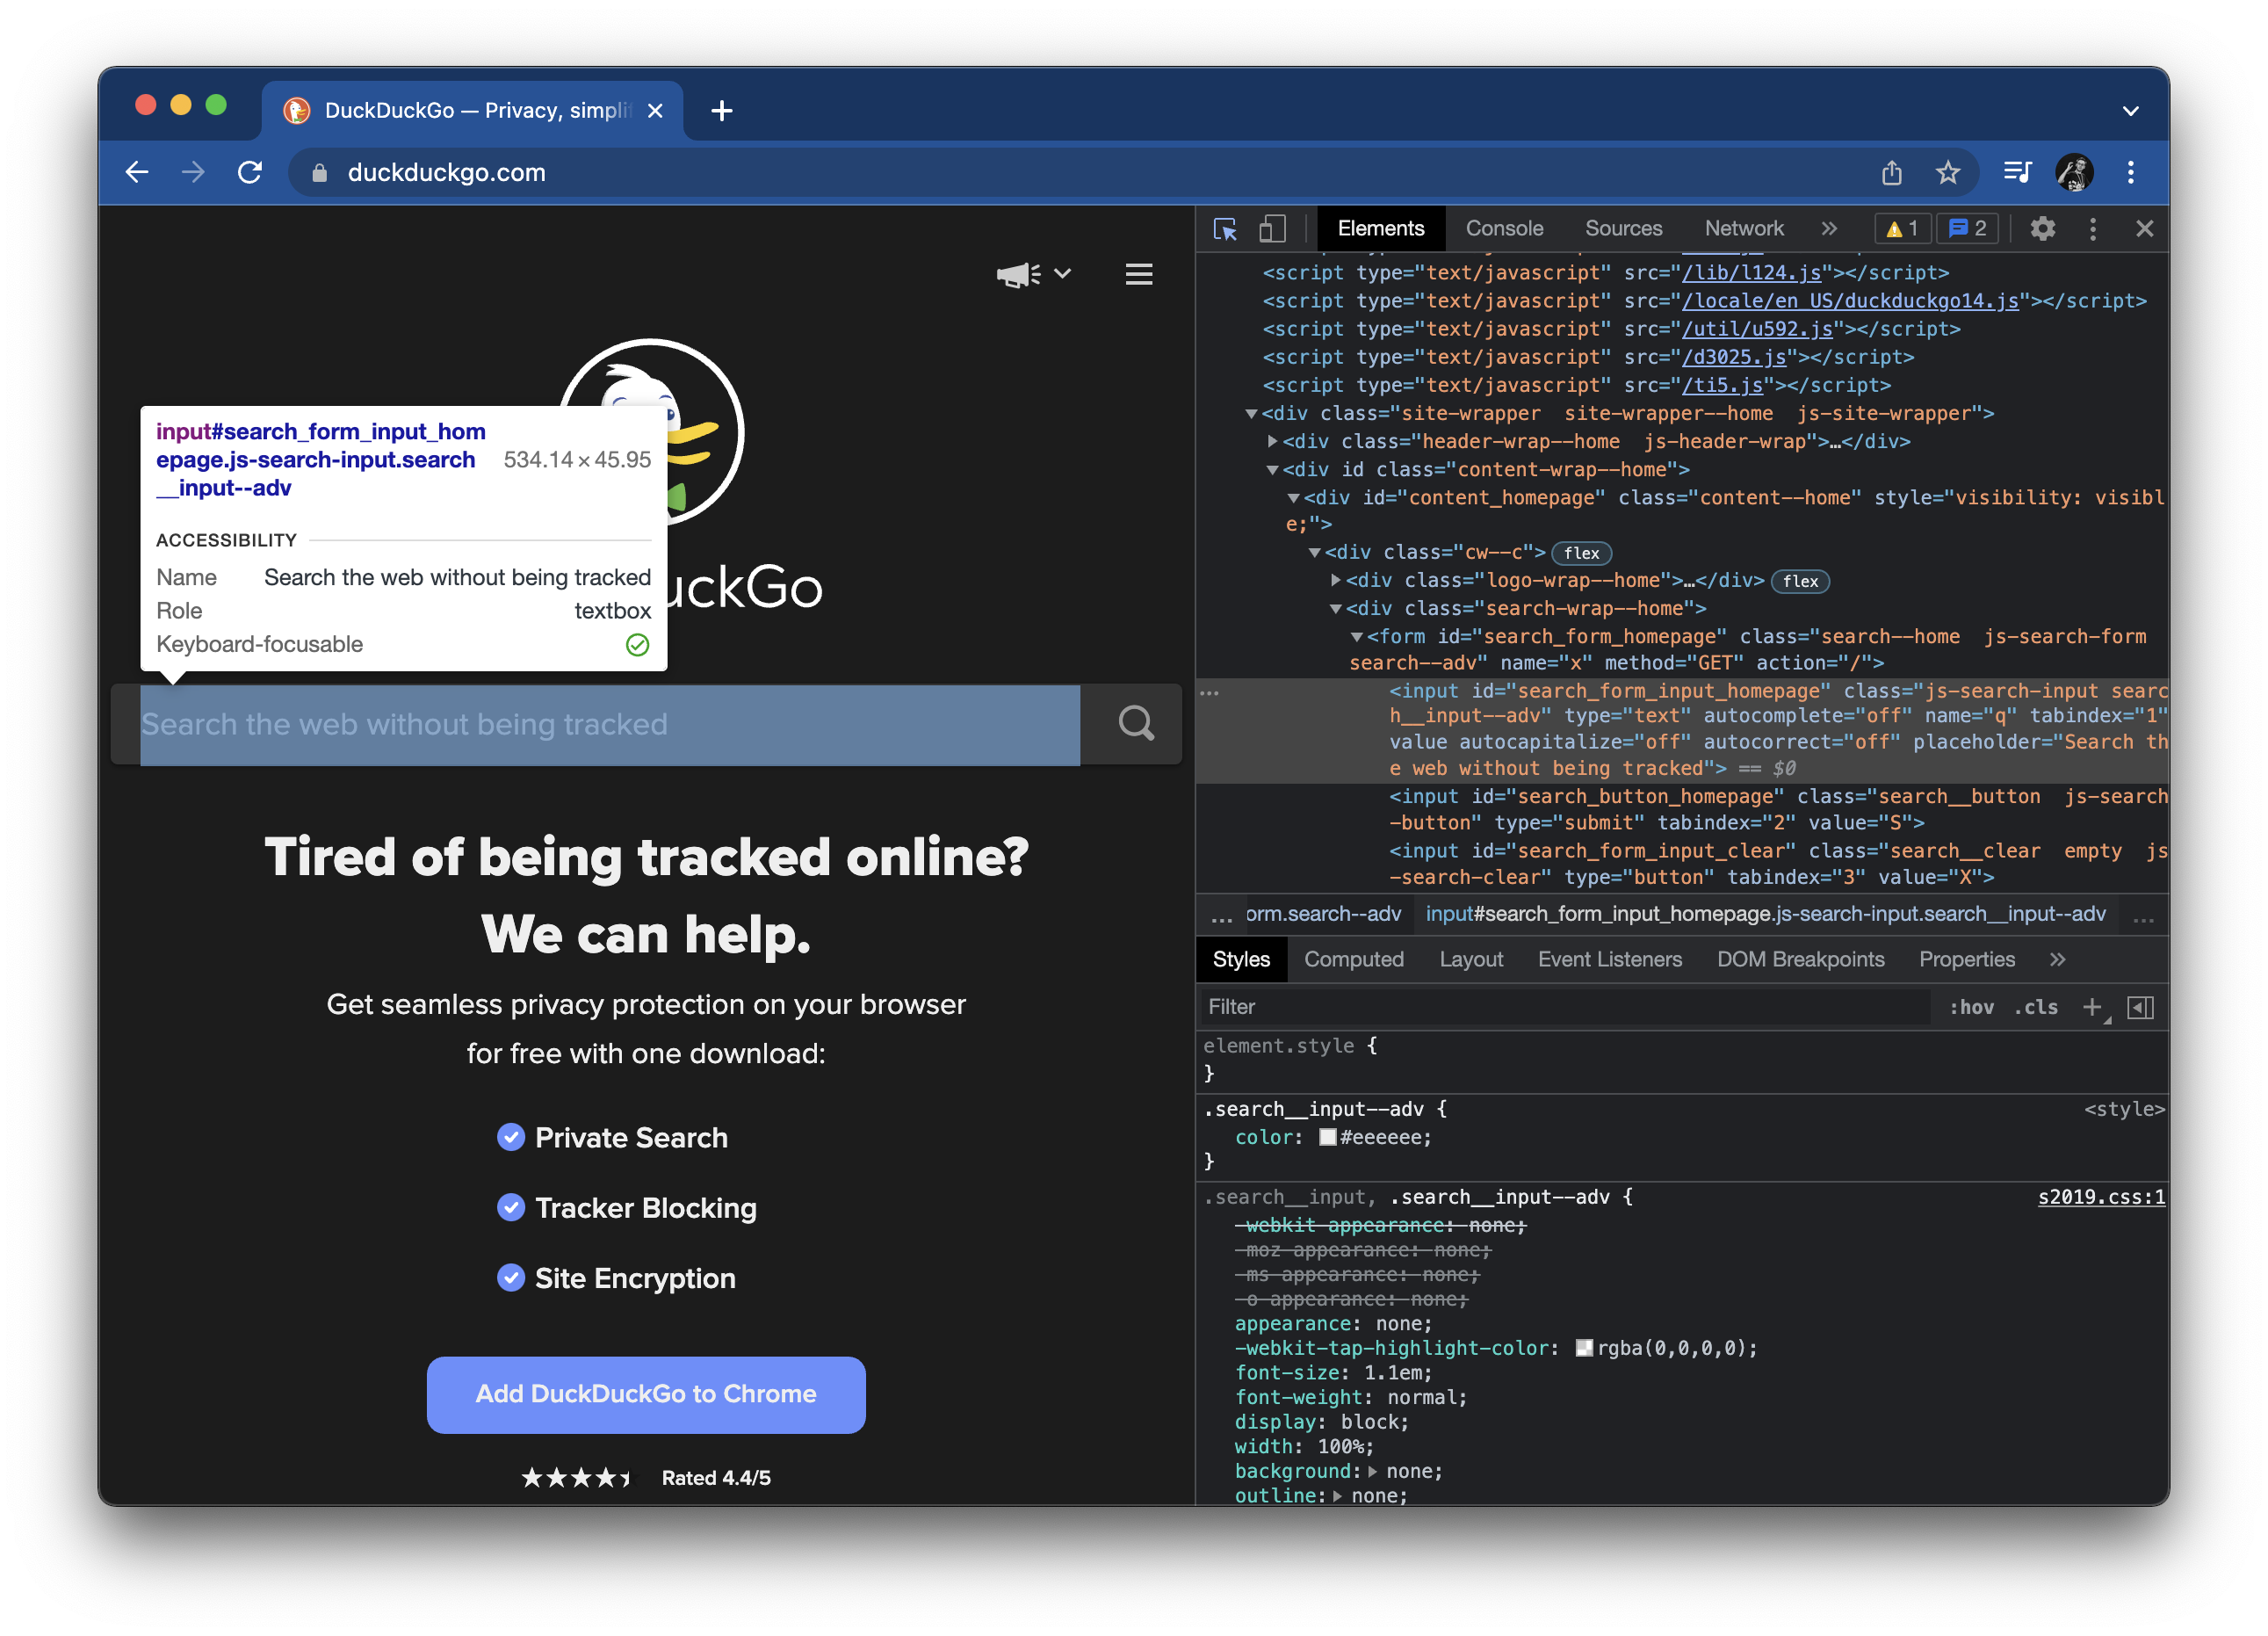 DuckDuckGo — Privacy, simplif
duckduckgo.com
input#search_form_input_hom
epage.js-search-input.search
__input--adv
534.14 × 45.95
ACCESSIBILITY
Name Search the web without being tracked
Role textbox
Keyboard-focusable
uckGo
Search the web without being tracked
Tired of being tracked online?
We can help.
Get seamless privacy protection on your browser
for free with one download:
Private Search
Tracker Blocking
Site Encryption
Add DuckDuckGo to Chrome
Rated 4.4/5
Elements Console Sources Network » 1 2
<script type="text/javascript" src="/lib/l124.js"></script>
<script type="text/javascript" src="/locale/en_US/duckduckgo14.js"></script>
<script type="text/javascript" src="/util/u592.js"></script>
<script type="text/javascript" src="/d3025.js"></script>
<script type="text/javascript" src="/ti5.js"></script>
<div class="site-wrapper  site-wrapper--home  js-site-wrapper">
<div class="header-wrap--home  js-header-wrap">…</div>
<div id class="content-wrap--home">
<div id="content_homepage" class="content--home" style="visibility: visibl
e;">
<div class="cw--c"> flex
<div class="logo-wrap--home">…</div> flex
<div class="search-wrap--home">
<form id="search_form_homepage" class="search--home  js-search-form
search--adv" name="x" method="GET" action="/">
… <input id="search_form_input_homepage" class="js-search-input searc
h__input--adv" type="text" autocomplete="off" name="q" tabindex="1"
value autocapitalize="off" autocorrect="off" placeholder="Search th
e web without being tracked"> == $0
<input id="search_button_homepage" class="search__button  js-search
-button" type="submit" tabindex="2" value="S">
<input id="search_form_input_clear" class="search__clear  empty  js
-search-clear" type="button" tabindex="3" value="X">
… orm.search--adv input#search_form_input_homepage.js-search-input.search__input--adv …
Styles Computed Layout Event Listeners DOM Breakpoints Properties »
Filter :hov .cls +
element.style {
}
.search__input--adv { <style>
color: #eeeeee;
}
.search__input, .search__input--adv { s2019.css:1
-webkit-appearance: none;
-moz-appearance: none;
-ms-appearance: none;
-o-appearance: none;
appearance: none;
-webkit-tap-highlight-color: rgba(0,0,0,0);
font-size: 1.1em;
font-weight: normal;
display: block;
width: 100%;
background: none;
outline: none;